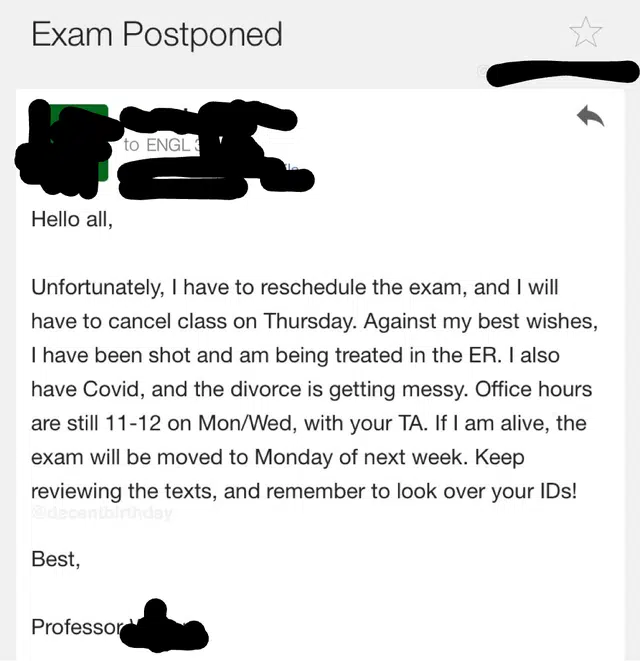 Exam Postponed
to ENGL
Hello all,
Unfortunately, I have to reschedule the exam, and I will
have to cancel class on Thursday. Against my best wishes,
I have been shot and am being treated in the ER. I also
have Covid, and the divorce is getting messy. Office hours
are still 11-12 on Mon/Wed, with your TA. If I am alive, the
exam will be moved to Monday of next week. Keep
reviewing the texts, and remember to look over your IDs!
@decentbirthday
Best,
Professor